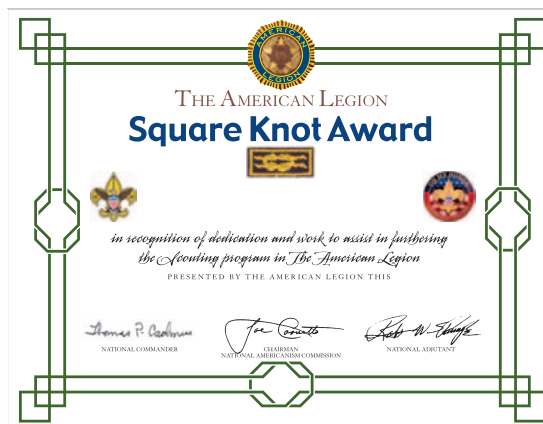 AMERICAN
LEGION
THE AMERICAN LEGION
Square Knot Award
in recognition of dedication and work to assist in furthering
the Scouting program in The American Legion
PRESENTED BY THE AMERICAN LEGION THIS
Thomas P. Cadmus
NATIONAL COMMANDER
CHAIRMAN
NATIONAL AMERICANISM COMMISSION
NATIONAL ADJUTANT